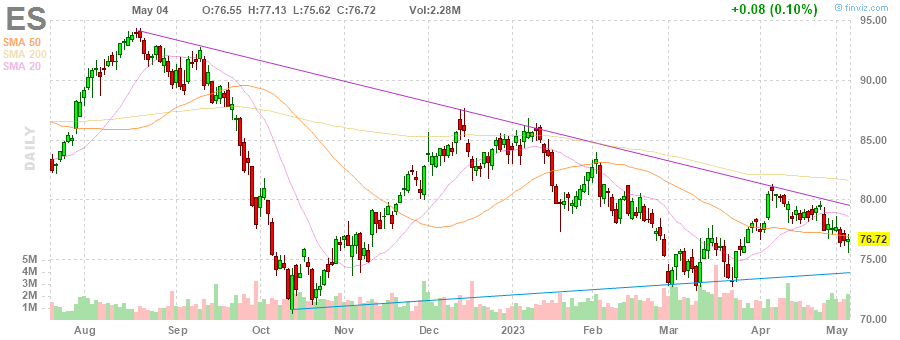 ES
May 04 O:76.55 H:77.13 L:75.62 C:76.72 Vol:2.28M +0.08 (0.10%) @ finviz.com
SMA 50
SMA 200
SMA 20
DAILY
95.00
90.00
85.00
80.00
76.72
75.00
70.00
5M
4M
3M
2M
1M
Aug Sep Oct Nov Dec 2023 Feb Mar Apr May